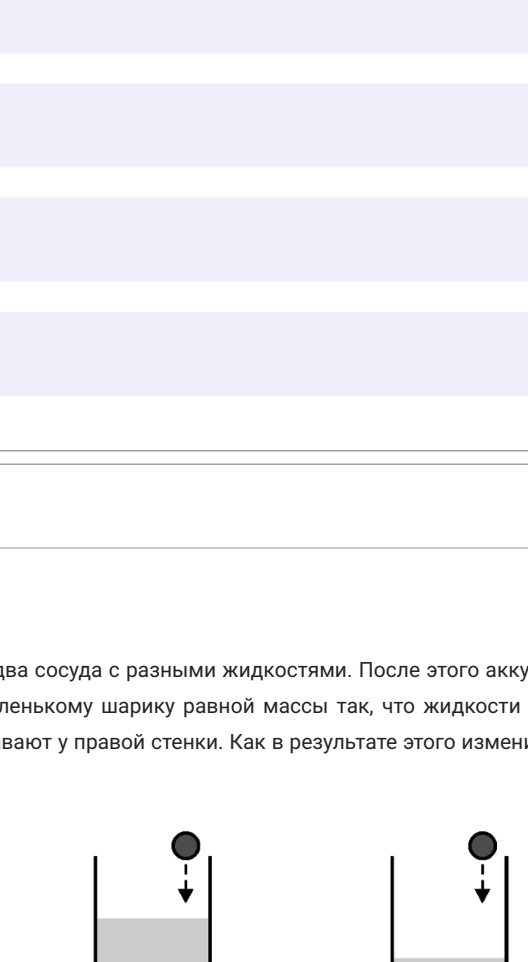 два сосуда с разными жидкостями. После этого акку
леньkому шарику равной массы так, что жидкости
вают у правой стенки. Как в результате этого измени